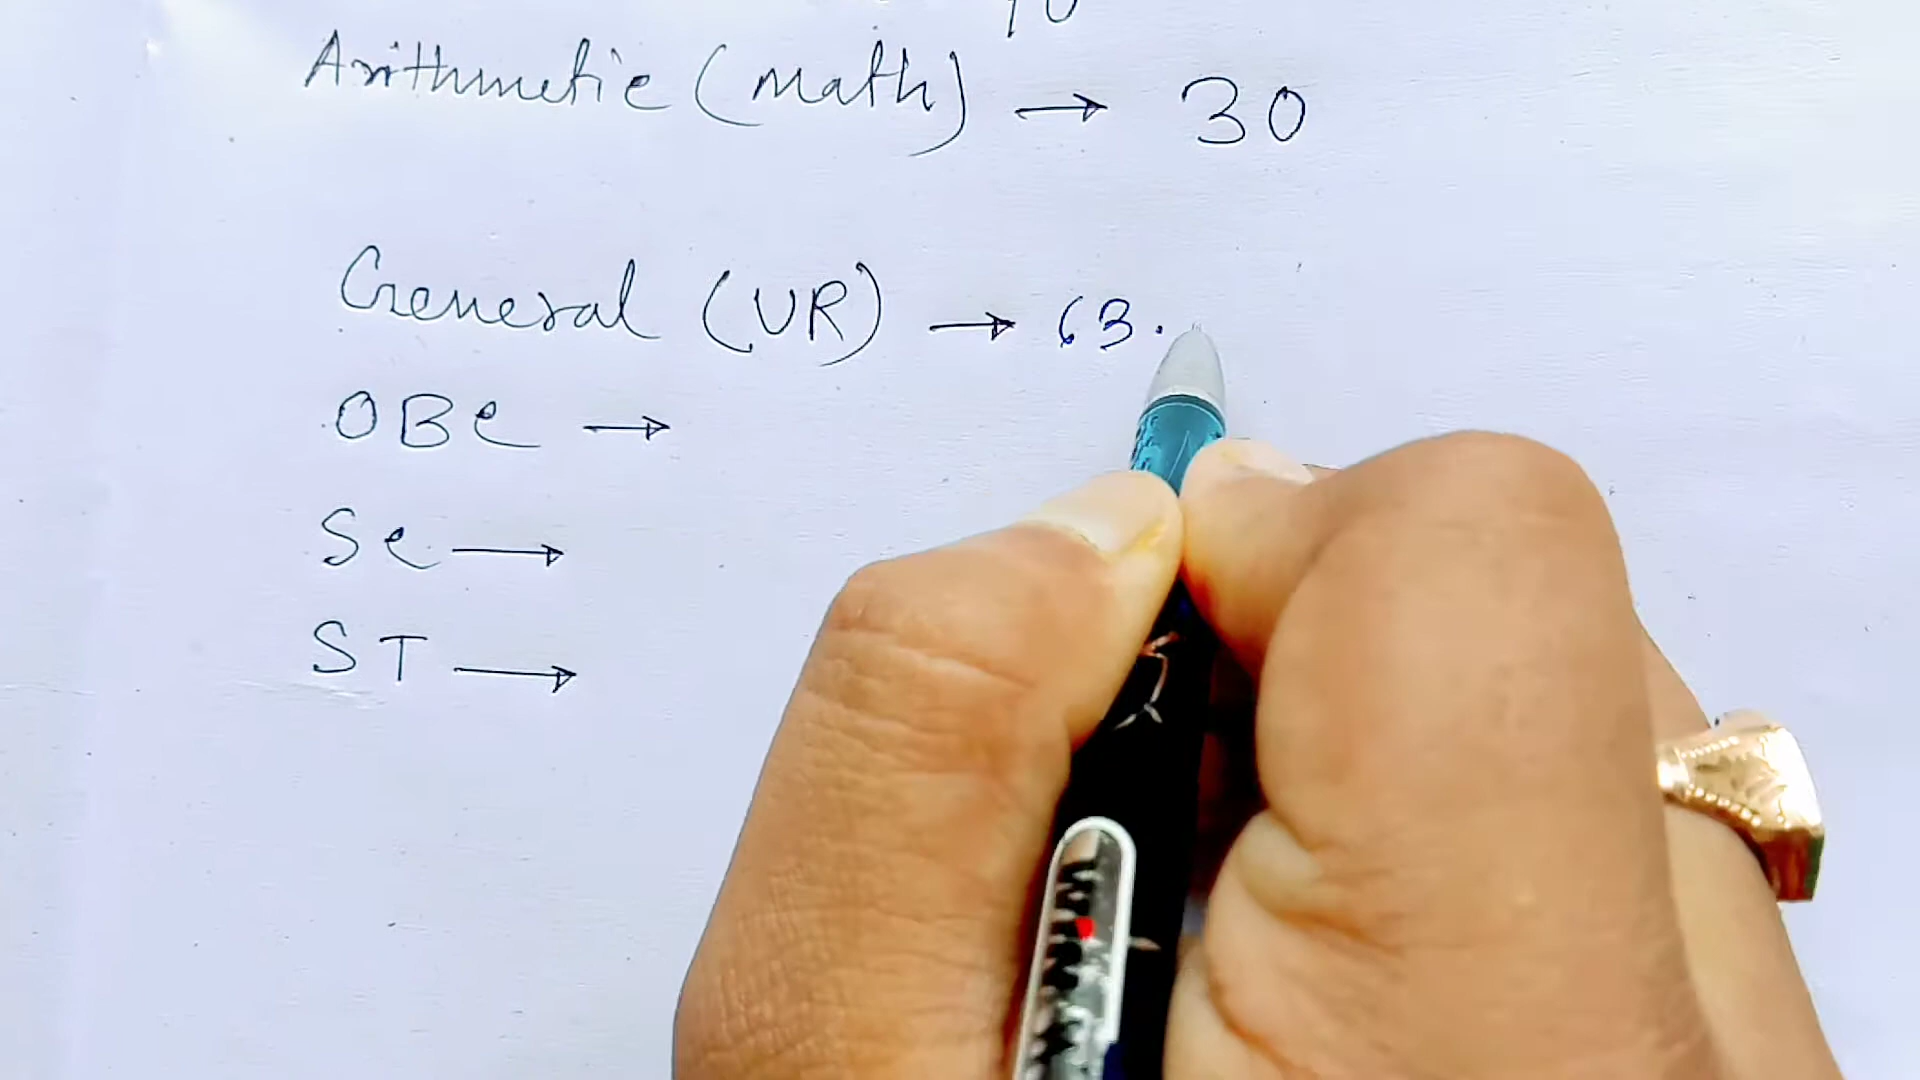 Arithmetic (Math) → 30
General (UR) → 63.
OBC →
SC →
ST →